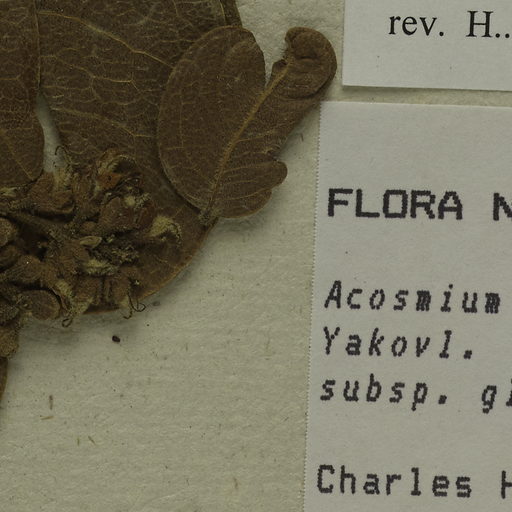 rev. H..
FLORA N
Acosmium
Yakovl.
subsp.
Charles H